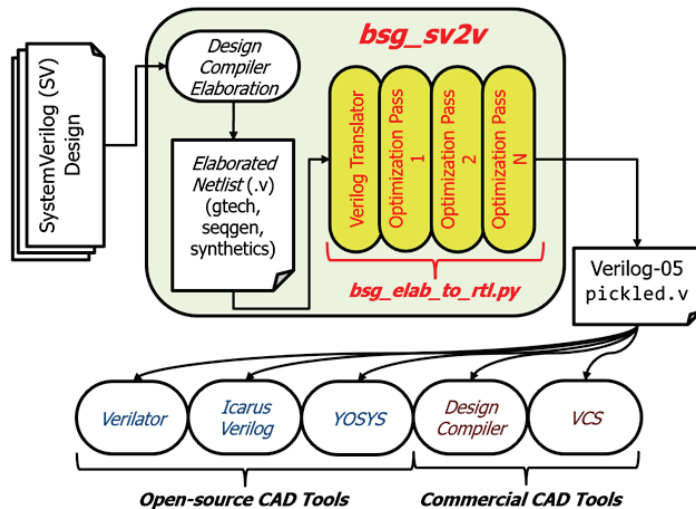 SystemVerilog (SV)
Design
bsg_sv2v
Design
Compiler
Elaboration
Elaborated
Netlist (.v)
(gtech,
seqgen,
synthetics)
Verilog Translator
Optimization Pass
1
Optimization Pass
2
Optimization Pass
N
bsg_elab_to_rtl.py
Verilog-05
pickled.v
Verilator
Icarus
Verilog
YOSYS
Design
Compiler
VCS
Open-source CAD Tools
Commercial CAD Tools